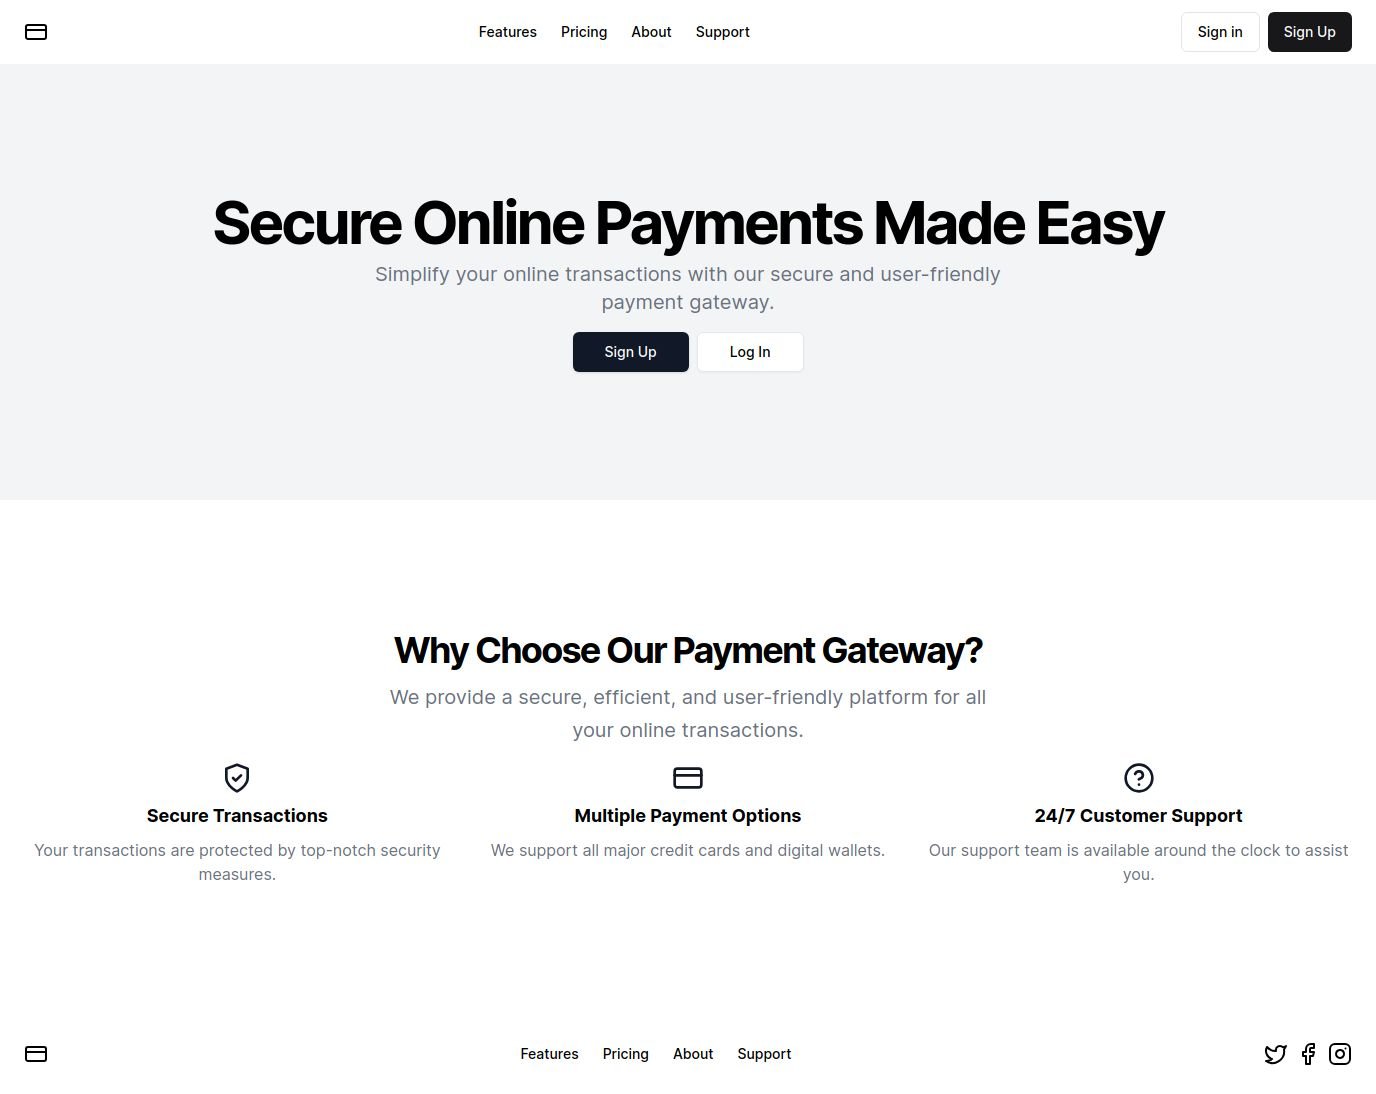 Features Pricing About Support Sign in Sign Up
Secure Online Payments Made Easy
Simplify your online transactions with our secure and user-friendly
payment gateway.
Sign Up Log In
Why Choose Our Payment Gateway?
We provide a secure, efficient, and user-friendly platform for all
your online transactions.
Secure Transactions
Your transactions are protected by top-notch security
measures.
Multiple Payment Options
We support all major credit cards and digital wallets.
24/7 Customer Support
Our support team is available around the clock to assist
you.
Features Pricing About Support